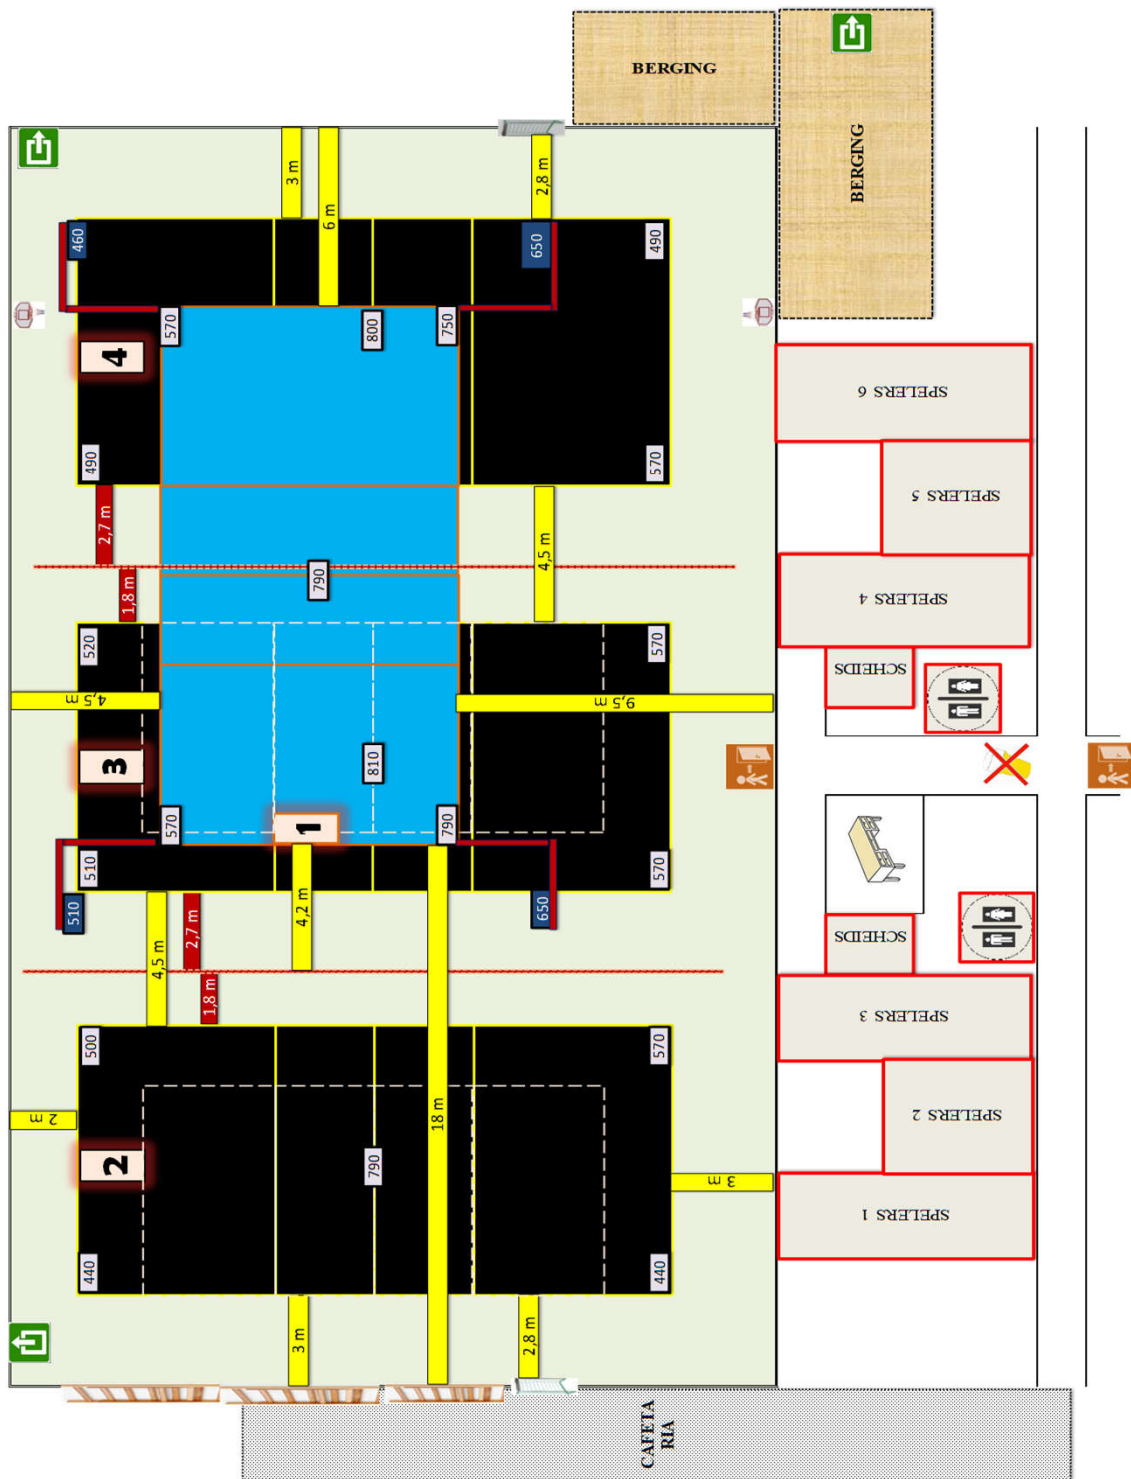 BERGING
BERGING
3 m
6 m
2,8 m
460
650
490
570
800
750
4
490
570
2,7 m
4,5 m
790
1,8 m
520
570
4,5 m
9,5 m
3
810
570
1
790
510
570
510
4,2 m
650
4,5 m
2,7 m
1,8 m
500
570
2 m
18 m
2
790
3 m
440
440
3 m
2,8 m
CAFETA
RIA
SPELERS 6
SPELERS 5
SPELERS 4
SCHEIDS
SCHEIDS
SPELERS 3
SPELERS 2
SPELERS 1